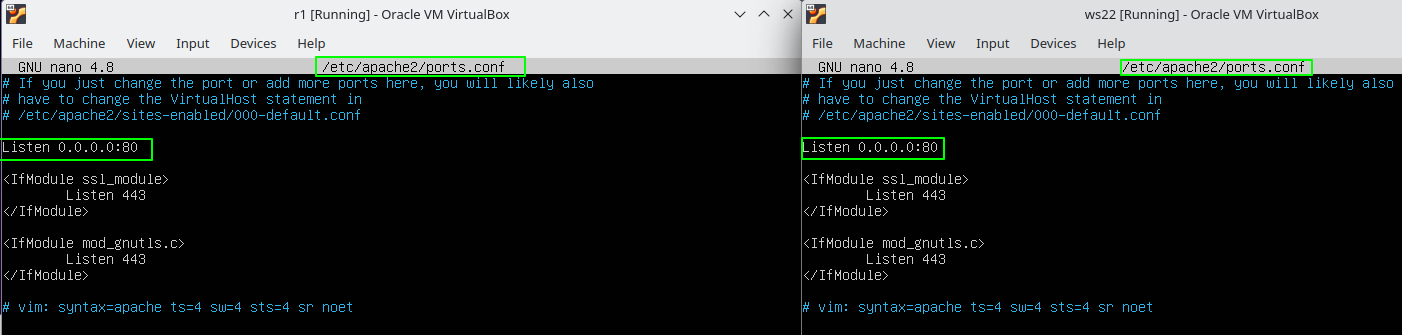 r1 [Running] - Oracle VM VirtualBox
File Machine View Input Devices Help
GNU nano 4.8 /etc/apache2/ports.conf
# If you just change the port or add more ports here, you will likely also
# have to change the VirtualHost statement in
# /etc/apache2/sites-enabled/000-default.conf
Listen 0.0.0.0:80
<IfModule ssl_module>
Listen 443
</IfModule>
<IfModule mod_gnutls.c>
Listen 443
</IfModule>
# vim: syntax=apache ts=4 sw=4 sts=4 sr noet
ws22 [Running] - Oracle VM VirtualBox
File Machine View Input Devices Help
GNU nano 4.8 /etc/apache2/ports.conf
# If you just change the port or add more ports here, you will likely also
# have to change the VirtualHost statement in
# /etc/apache2/sites-enabled/000-default.conf
Listen 0.0.0.0:80
<IfModule ssl_module>
Listen 443
</IfModule>
<IfModule mod_gnutls.c>
Listen 443
</IfModule>
# vim: syntax=apache ts=4 sw=4 sts=4 sr noet